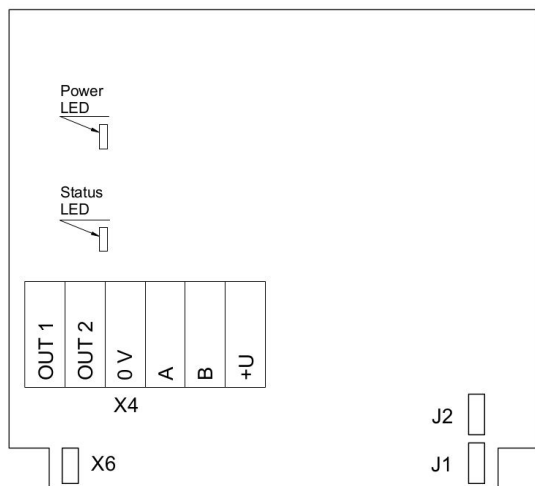 Power
LED
Status
LED
OUT 1
OUT 2
0 V
A
B
+U
X4
J2
X6
J1